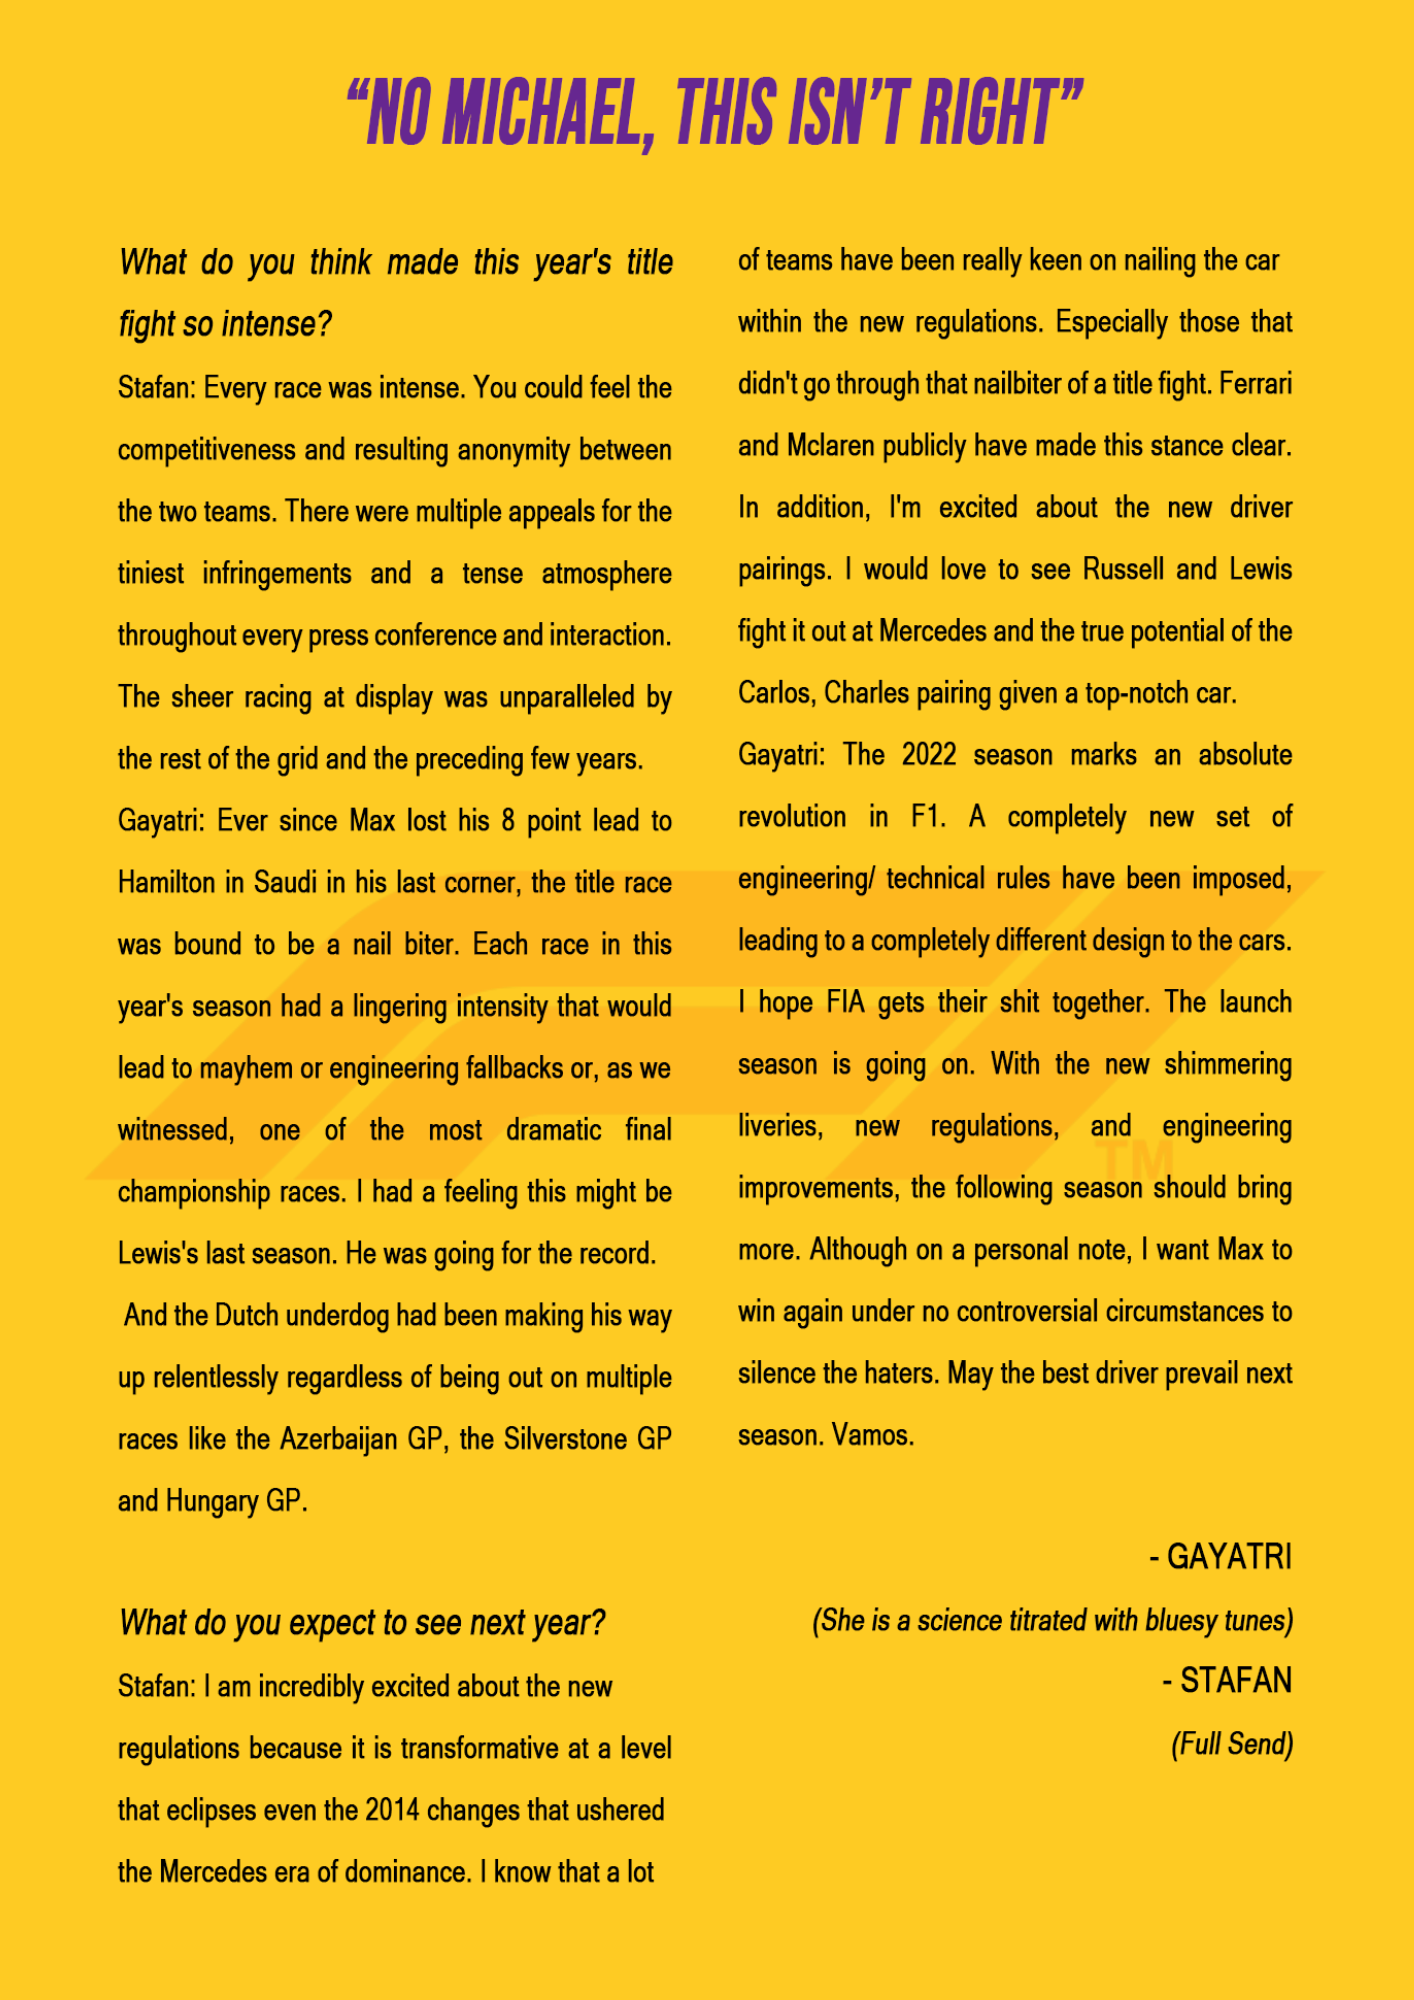 “NO MICHAEL, THIS ISN’T RIGHT”
What do you think made this year's title
fight so intense?
Stafan: Every race was intense. You could feel the
competitiveness and resulting anonymity between
the two teams. There were multiple appeals for the
tiniest infringements and a tense atmosphere
throughout every press conference and interaction.
The sheer racing at display was unparalleled by
the rest of the grid and the preceding few years.
Gayatri: Ever since Max lost his 8 point lead to
Hamilton in Saudi in his last corner, the title race
was bound to be a nail biter. Each race in this
year's season had a lingering intensity that would
lead to mayhem or engineering fallbacks or, as we
witnessed, one of the most dramatic final
championship races. I had a feeling this might be
Lewis's last season. He was going for the record.
And the Dutch underdog had been making his way
up relentlessly regardless of being out on multiple
races like the Azerbaijan GP, the Silverstone GP
and Hungary GP.
What do you expect to see next year?
Stafan: I am incredibly excited about the new
regulations because it is transformative at a level
that eclipses even the 2014 changes that ushered
the Mercedes era of dominance. I know that a lot
of teams have been really keen on nailing the car
within the new regulations. Especially those that
didn't go through that nailbiter of a title fight. Ferrari
and Mclaren publicly have made this stance clear.
In addition, I'm excited about the new driver
pairings. I would love to see Russell and Lewis
fight it out at Mercedes and the true potential of the
Carlos, Charles pairing given a top-notch car.
Gayatri: The 2022 season marks an absolute
revolution in F1. A completely new set of
engineering/ technical rules have been imposed,
leading to a completely different design to the cars.
I hope FIA gets their shit together. The launch
season is going on. With the new shimmering
liveries, new regulations, and engineering
improvements, the following season should bring
more. Although on a personal note, I want Max to
win again under no controversial circumstances to
silence the haters. May the best driver prevail next
season. Vamos.
- GAYATRI
(She is a science titrated with bluesy tunes)
- STAFAN
(Full Send)
TM